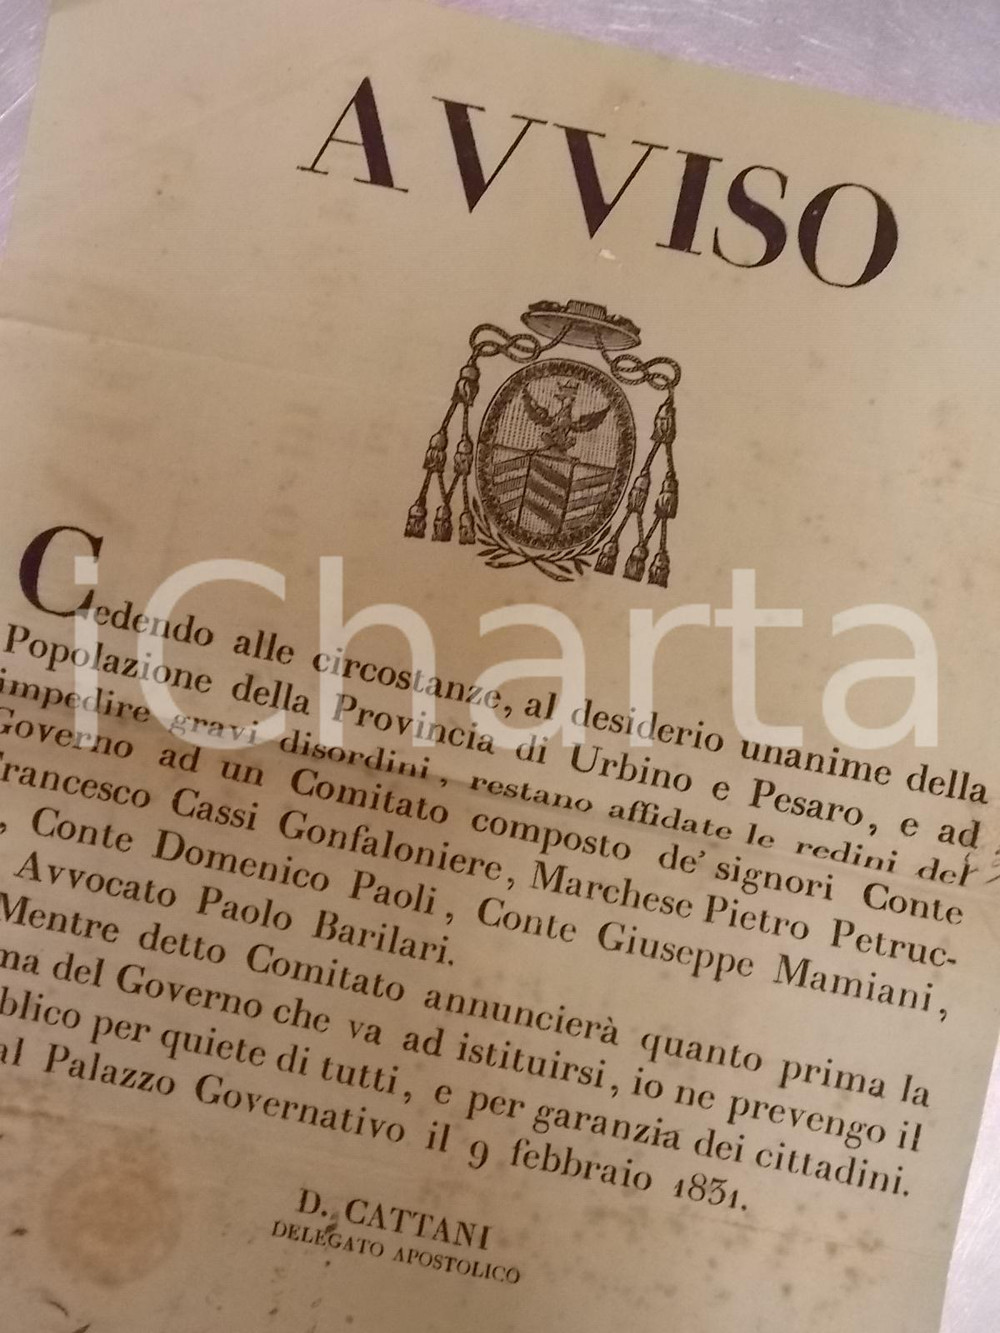 AVVISO
Cedendo alle circostanze, al desiderio unanime della
Popolazione della Provincia di Urbino e Pesaro, e ad
impedire gravi disordini, restano affidate le redini del
Governo ad un Comitato composto de' signori Conte
Francesco Cassi Gonfaloniere, Marchese Pietro Petruc-
, Conte Domenico Paoli, Conte Giuseppe Mamiani,
Avvocato Paolo Barilari.
Mentre detto Comitato annuncierà quanto prima la
ma del Governo che va ad istituirsi, io ne prevengo il
blico per quiete di tutti, e per garanzia dei cittadini.
al Palazzo Governativo il 9 febbraio 1831.
D. CATTANI
DELEGATO APOSTOLICO
iCharta